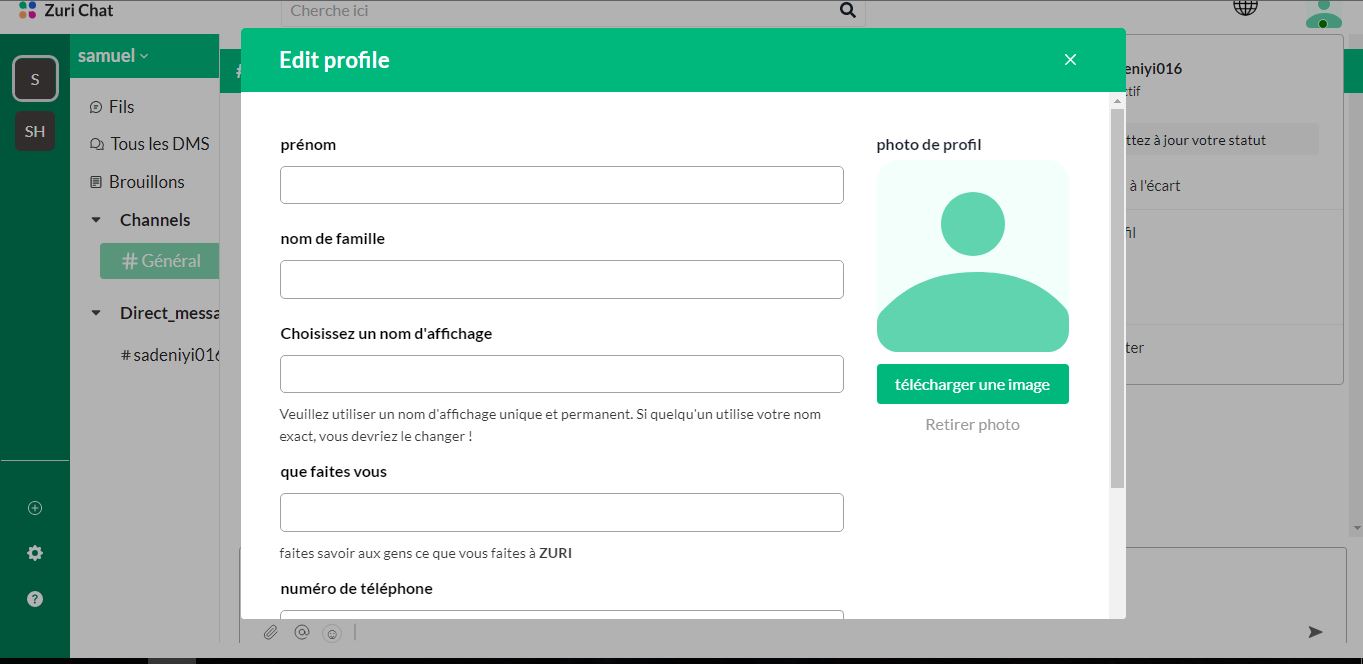 Zuri Chat
Cherche ici
S
SH
samuel
Fils
Tous les DMS
Brouillons
Channels
# Général
Direct_messa
# sadeniyi016
#
Edit profile
prénom
nom de famille
Choisissez un nom d'affichage
Veuillez utiliser un nom d'affichage unique et permanent. Si quelqu'un utilise votre nom
exact, vous devriez le changer !
que faites vous
faites savoir aux gens ce que vous faites à ZURI
numéro de téléphone
photo de profil
télécharger une image
Retirer photo
eniyi016
tif
ttez à jour votre statut
à l'écart
fil
ter